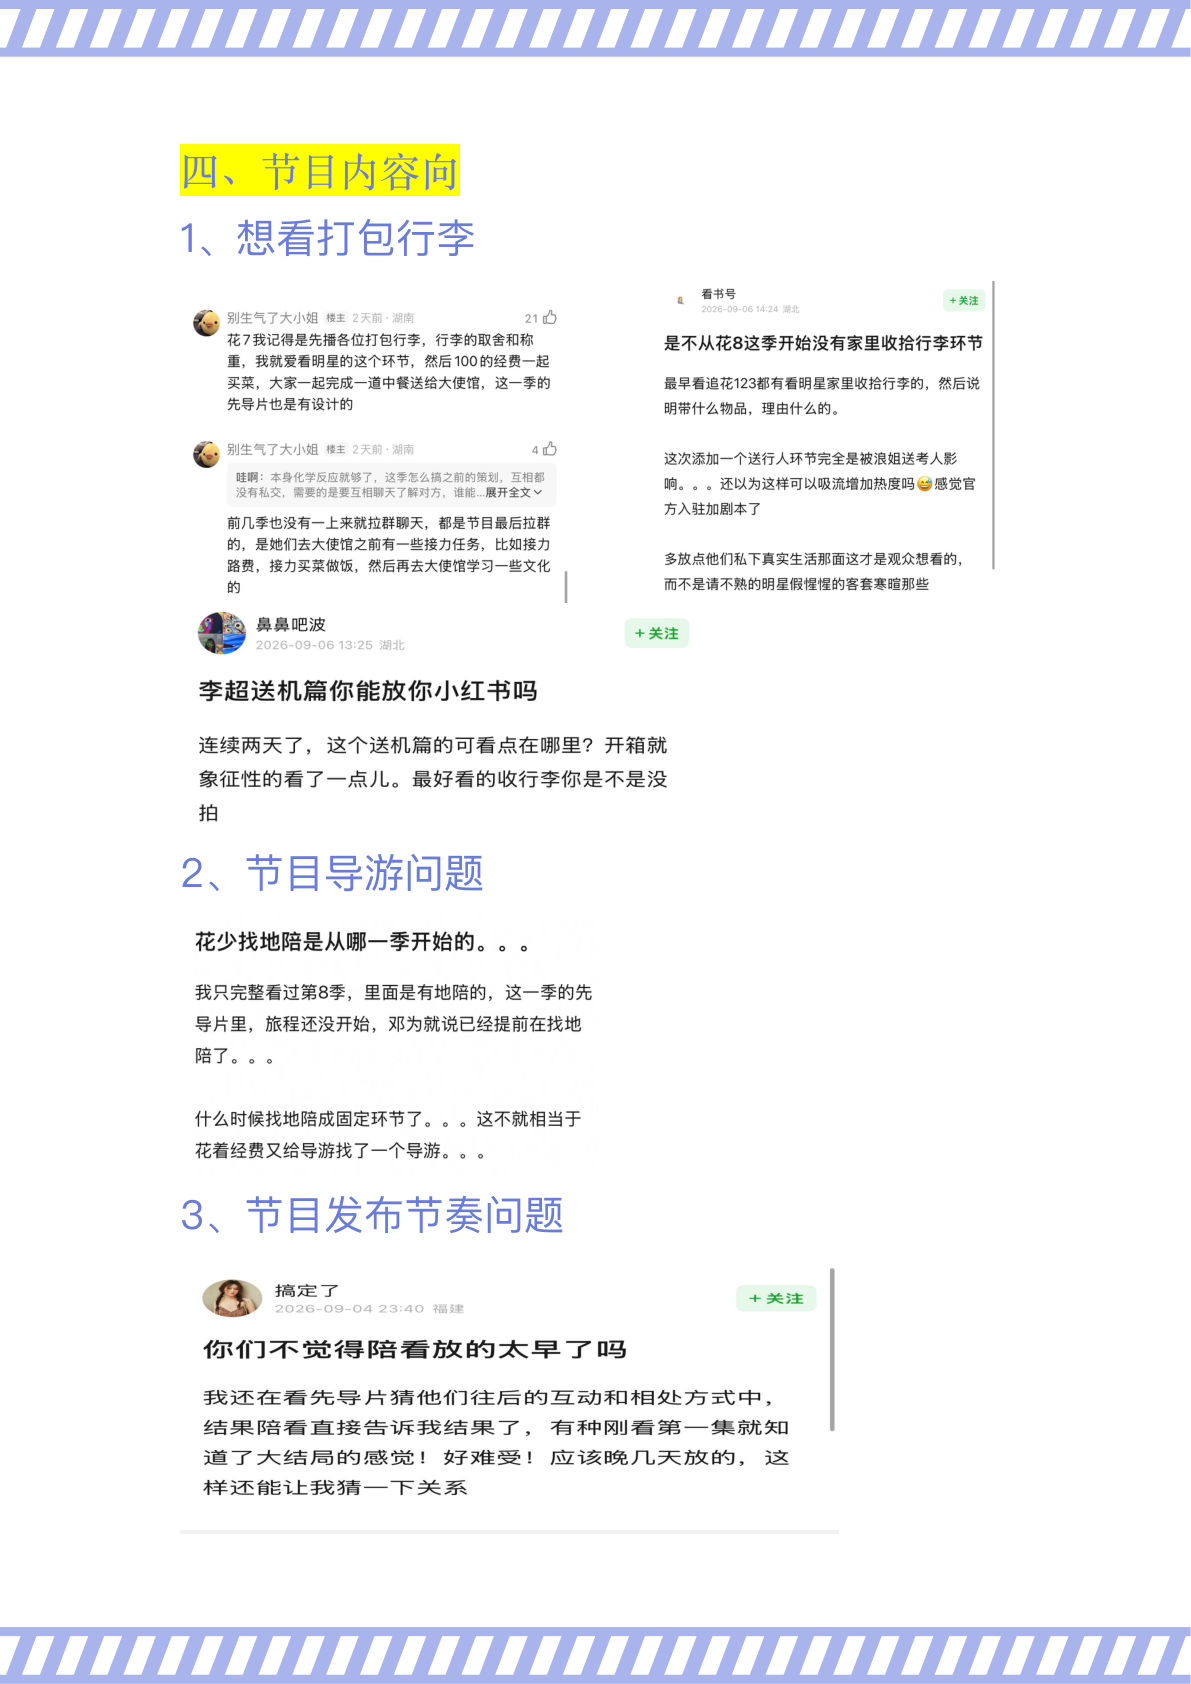 四、节目内容向
1、想看打包行李
别生气了大小姐 楼主 2天前·湖南 21
花7我记得是先播各位打包行李，行李的取舍和称
重，我就爱看明星的这个环节，然后100的经费一起
买菜，大家一起完成一道中餐送给大使馆，这一季的
先导片也是有设计的
别生气了大小姐 楼主 2天前·湖南 4
哇啊：本身化学反应就够了，这季怎么搞之前的策划，互相都
没有私交，需要的是要互相聊天了解对方，谁能...展开全文
前几季也没有一上来就拉群聊天，都是节目最后拉群
的，是她们去大使馆之前有一些接力任务，比如接力
路费，接力买菜做饭，然后再去大使馆学习一些文化
的
看书号
2026-09-06 14:24 湖北
+关注
是不从花8这季开始没有家里收拾行李环节
最早看追花123都有看明星家里收拾行李的，然后说
明带什么物品，理由什么的。
这次添加一个送行人环节完全是被浪姐送考人影
响。。。还以为这样可以吸流增加热度吗😅感觉官
方入驻加剧本了
多放点他们私下真实生活那面这才是观众想看的，
而不是请不熟的明星假惺惺的客套寒暄那些
鼻鼻吧波
2026-09-06 13:25 湖北
+关注
李超送机篇你能放你小红书吗
连续两天了，这个送机篇的可看点在哪里？开箱就
象征性的看了一点儿。最好看的收行李你是不是没
拍
2、节目导游问题
花少找地陪是从哪一季开始的。。。
我只完整看过第8季，里面是有地陪的，这一季的先
导片里，旅程还没开始，邓为就说已经提前在找地
陪了。。。
什么时候找地陪成固定环节了。。。这不就相当于
花着经费又给导游找了一个导游。。。
3、节目发布节奏问题
搞定了
2026-09-04 23:40 福建
+关注
你们不觉得陪看放的太早了吗
我还在看先导片猜他们往后的互动和相处方式中，
结果陪看直接告诉我结果了，有种刚看第一集就知
道了大结局的感觉！好难受！应该晚几天放的，这
样还能让我猜一下关系